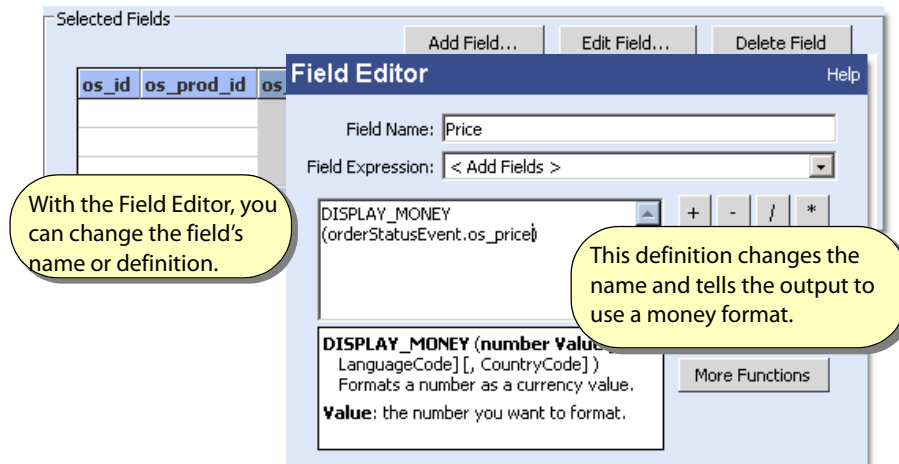 Selected Fields
Add Field... Edit Field... Delete Field
os_id os_prod_id os_
Field Editor Help
Field Name: Price
Field Expression: < Add Fields >
DISPLAY_MONEY
(orderStatusEvent.os_price)
+ - / *
With the Field Editor, you
can change the field's
name or definition.
This definition changes the
name and tells the output to
use a money format.
DISPLAY_MONEY (number Value
LanguageCode] [, CountryCode] )
Formats a number as a currency value.
Value: the number you want to format.
More Functions